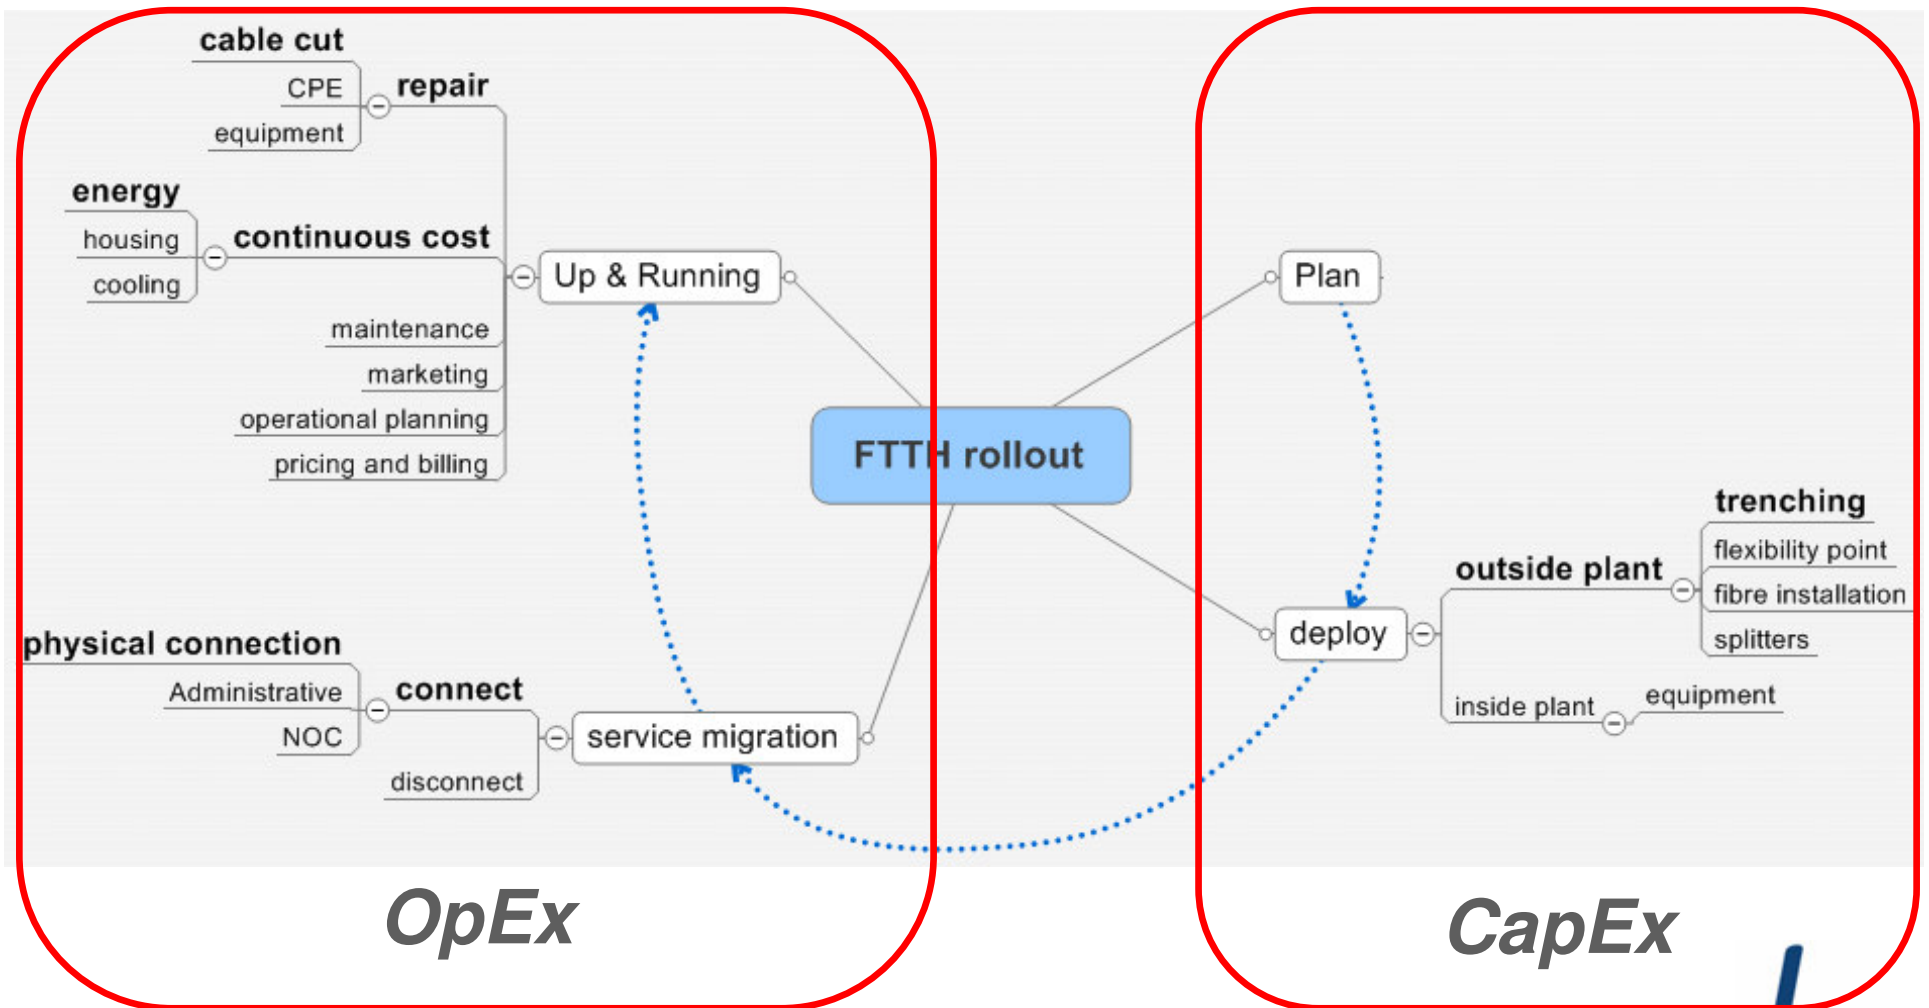 cable cut
CPE
equipment
repair
energy
housing
cooling
continuous cost
maintenance
marketing
operational planning
pricing and billing
Up & Running
physical connection
Administrative
NOC
connect
disconnect
service migration
FTTH rollout
Plan
deploy
outside plant
trenching
flexibility point
fibre installation
splitters
inside plant
equipment
OpEx
CapEx